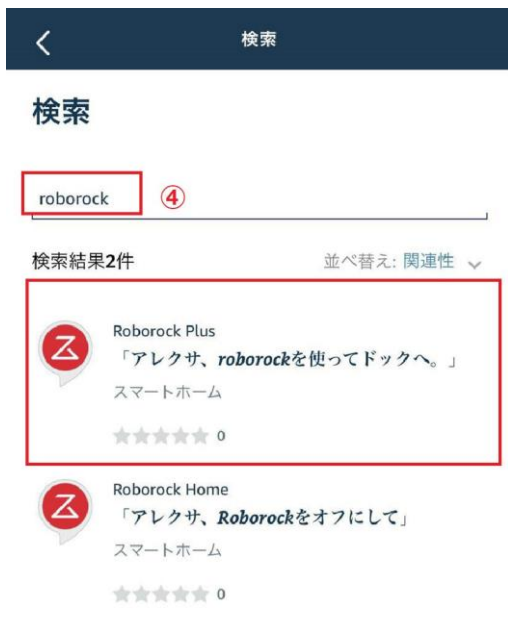 検索
検索
roborock
④
検索結果2件
並べ替え: 関連性
Roborock Plus
「アレクサ、roborockを使ってドックへ。」
スマートホーム
0
Roborock Home
「アレクサ、Roborockをオフにして」
スマートホーム
0